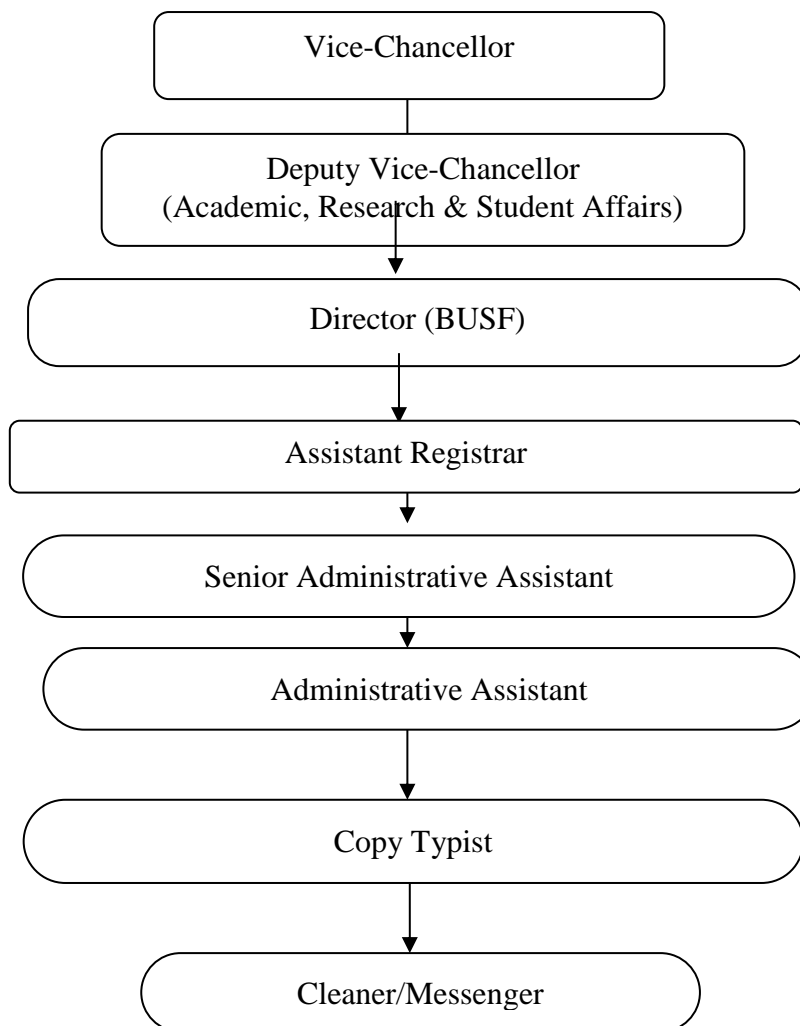 Vice-Chancellor
Deputy Vice-Chancellor
(Academic, Research & Student Affairs)
Director (BUSF)
Assistant Registrar
Senior Administrative Assistant
Administrative Assistant
Copy Typist
Cleaner/Messenger